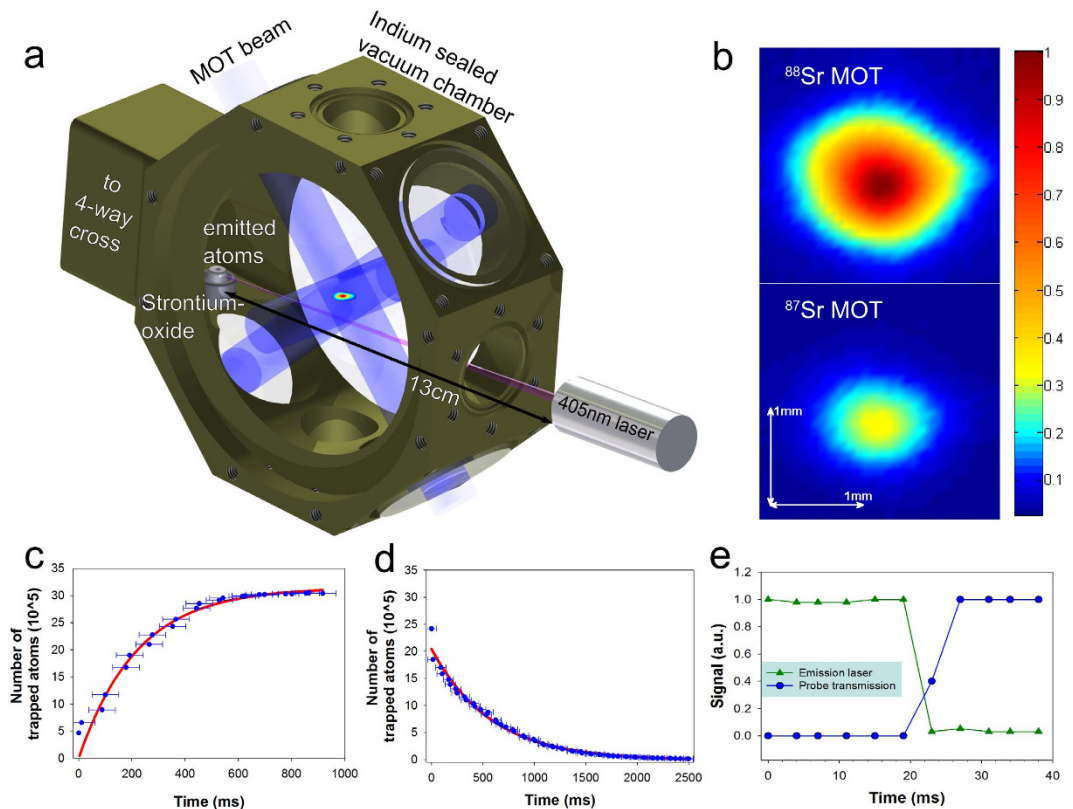 a
MOT beam
Indium sealed
vacuum chamber
to
4-way
cross
emitted
atoms
Strontium-
oxide
13cm
405nm laser
b
⁸⁸Sr MOT
⁸⁷Sr MOT
1mm
1mm
1
0.9
0.8
0.7
0.6
0.5
0.4
0.3
0.2
0.1
c
Number of
trapped atoms (10^5)
35
30
25
20
15
10
5
0
0 200 400 600 800 1000
Time (ms)
d
Number of
trapped atoms (10^5)
35
30
25
20
15
10
5
0
0 500 1000 1500 2000 2500
Time (ms)
e
Signal (a.u.)
1.2
1.0
0.8
0.6
0.4
0.2
0.0
Emission laser
Probe transmission
0 10 20 30 40
Time (ms)